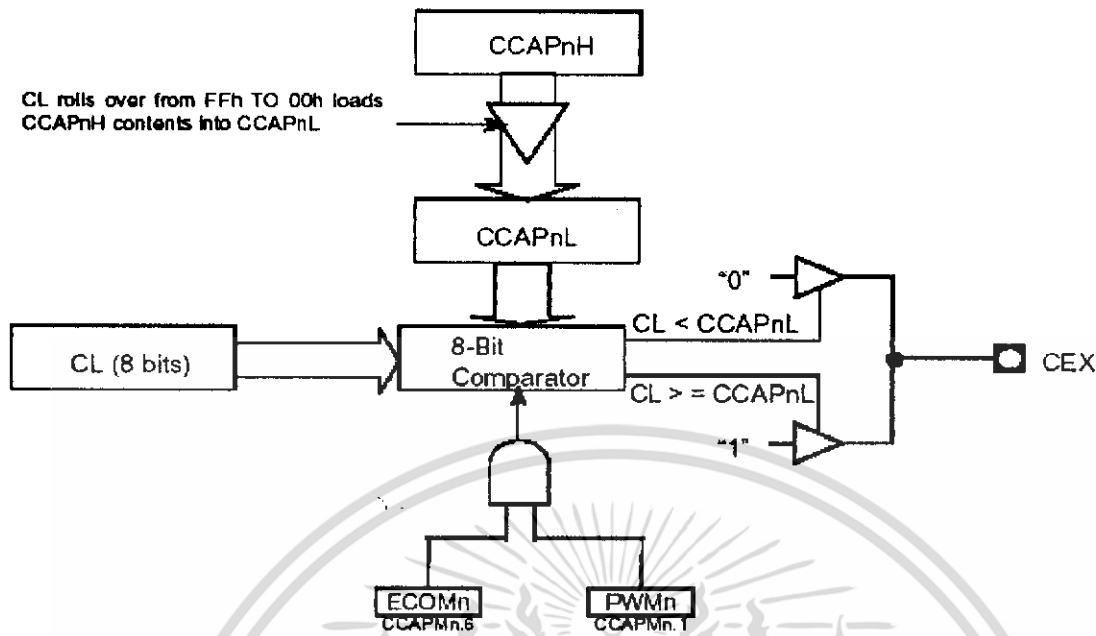 CCAPnH
CL rolls over from FFh TO 00h loads
CCAPnH contents into CCAPnL
CCAPnL
"0"
CL < CCAPnL
CL (8 bits)
8-Bit
Comparator
CEX
CL > = CCAPnL
"1"
ECOMn
CCAPMn.6
PWMn
CCAPMn.1